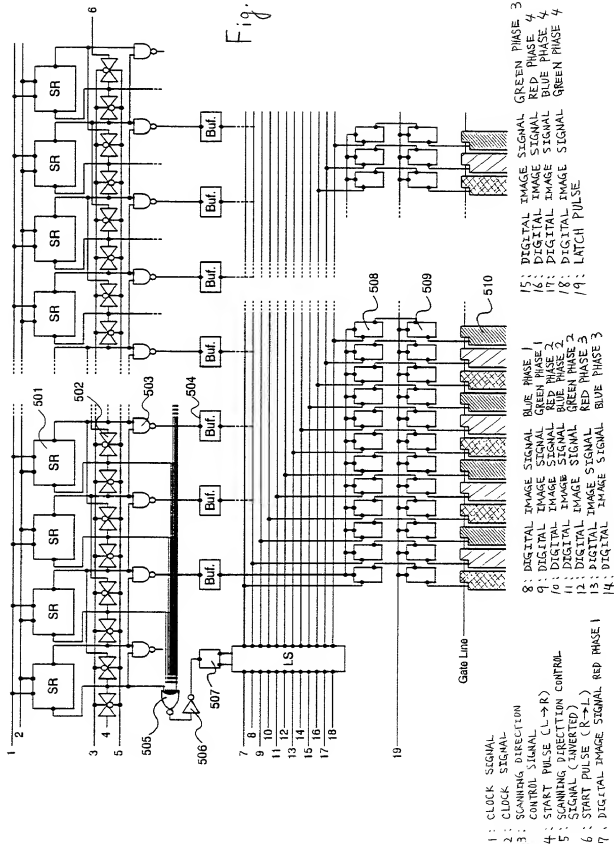 1
2
SR
SR
SR
SR
SR
SR
SR
SR
501
502
3
4
5
6
503
505
506
504
507
Buf.
Buf.
Buf.
Buf.
Buf.
Buf.
Buf.
Fig.
LS
7
8
9
10
11
12
13
14
15
16
17
18
508
19
509
Gate Line
510
1: CLOCK SIGNAL
2: CLOCK SIGNAL
3: SCANNING DIRECTION
CONTROL SIGNAL
4: START PULSE (L→R)
5: SCANNING DIRECTTION CONTROL
SIGNAL (INVERTED)
6: START PULSE (R→L)
7: DIGITAL IMAGE SIGNAL RED PHASE 1
8: DIGITAL IMAGE SIGNAL BLUE PHASE 1
9: DIGITAL IMAGE SIGNAL GREEN PHASE 1
10: DIGITAL IMAGE SIGNAL RED PHASE 2
11: DIGITAL IMAGE SIGNAL BLUE PHASE 2
12: DIGITAL IMAGE SIGNAL GREEN PHASE 2
13: DIGITAL IMAGE SIGNAL RED PHASE 3
14: DIGITAL IMAGE SIGNAL BLUE PHASE 3
15: DIGITAL IMAGE SIGNAL GREEN PHASE 3
16: DIGITAL IMAGE SIGNAL RED PHASE 4
17: DIGITAL IMAGE SIGNAL BLUE PHASE 4
18: DIGITAL IMAGE SIGNAL GREEN PHASE 4
19: LATCH PULSE